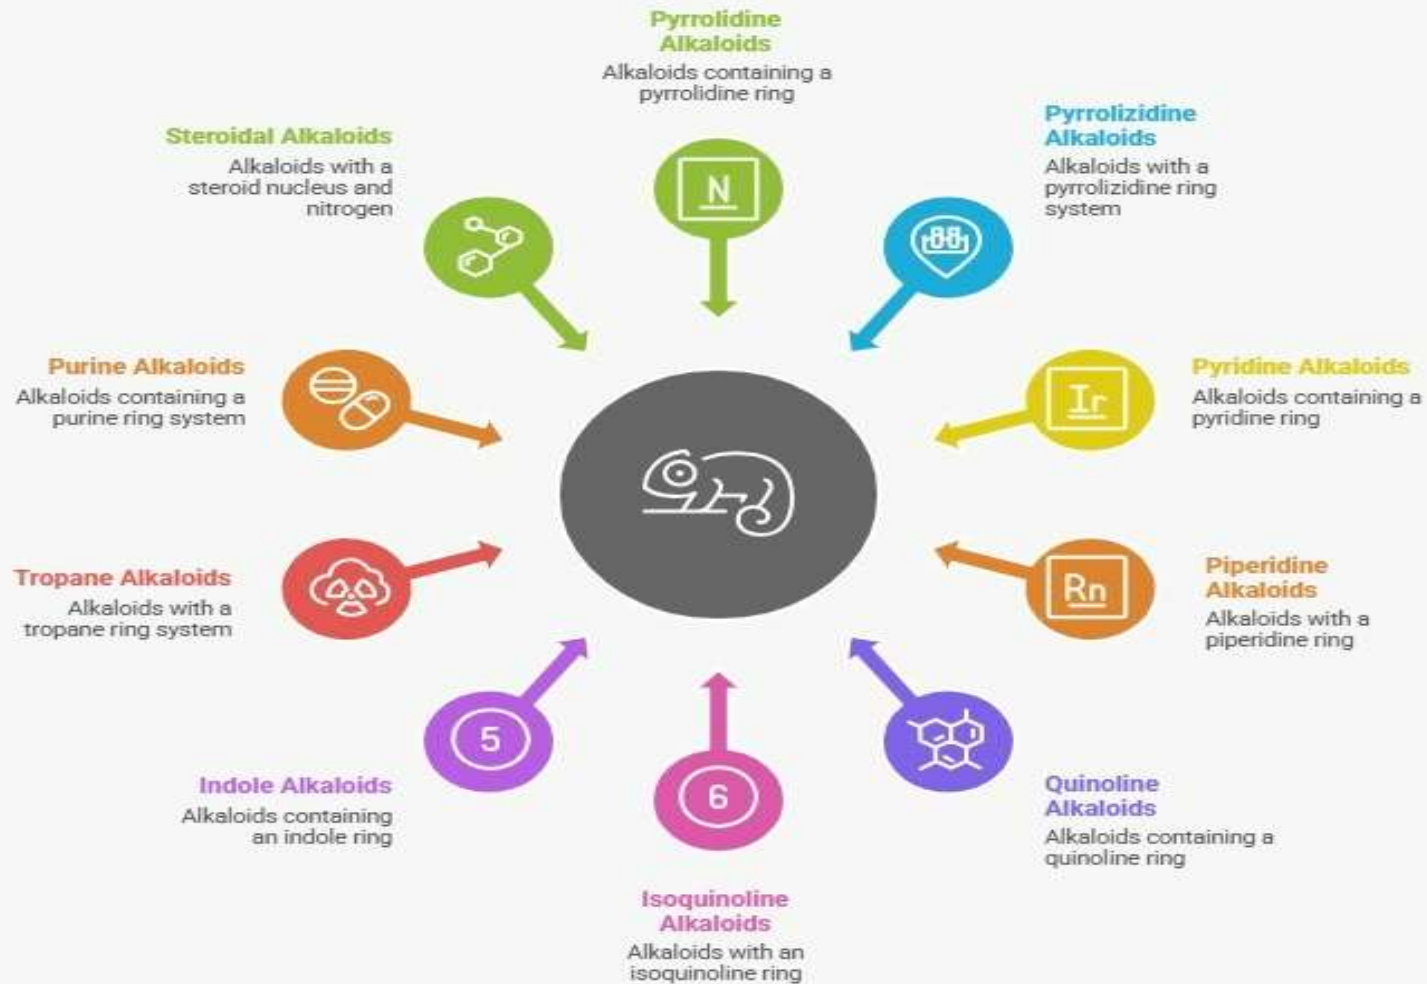 Pyrrolidine
Alkaloids
Alkaloids containing a
pyrrolidine ring
N
Pyrrolizidine
Alkaloids
Alkaloids with a
pyrrolizidine ring
system
Steroidal Alkaloids
Alkaloids with a
steroid nucleus and
nitrogen
Purine Alkaloids
Alkaloids containing a
purine ring system
Pyridine Alkaloids
Alkaloids containing a
pyridine ring
Ir
Tropane Alkaloids
Alkaloids with a
tropane ring system
Piperidine
Alkaloids
Alkaloids with a
piperidine ring
Rn
Indole Alkaloids
Alkaloids containing
an indole ring
5
6
Quinoline
Alkaloids
Alkaloids containing a
quinoline ring
Isoquinoline
Alkaloids
Alkaloids with an
isoquinoline ring